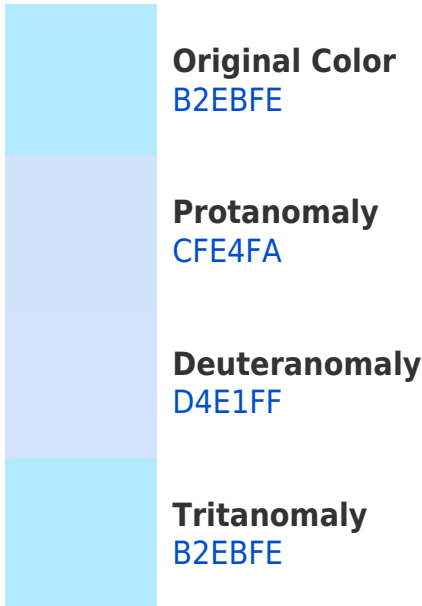 Original Color
B2EBFE
Protanomaly
CFE4FA
Deuteranomaly
D4E1FF
Tritanomaly
B2EBFE